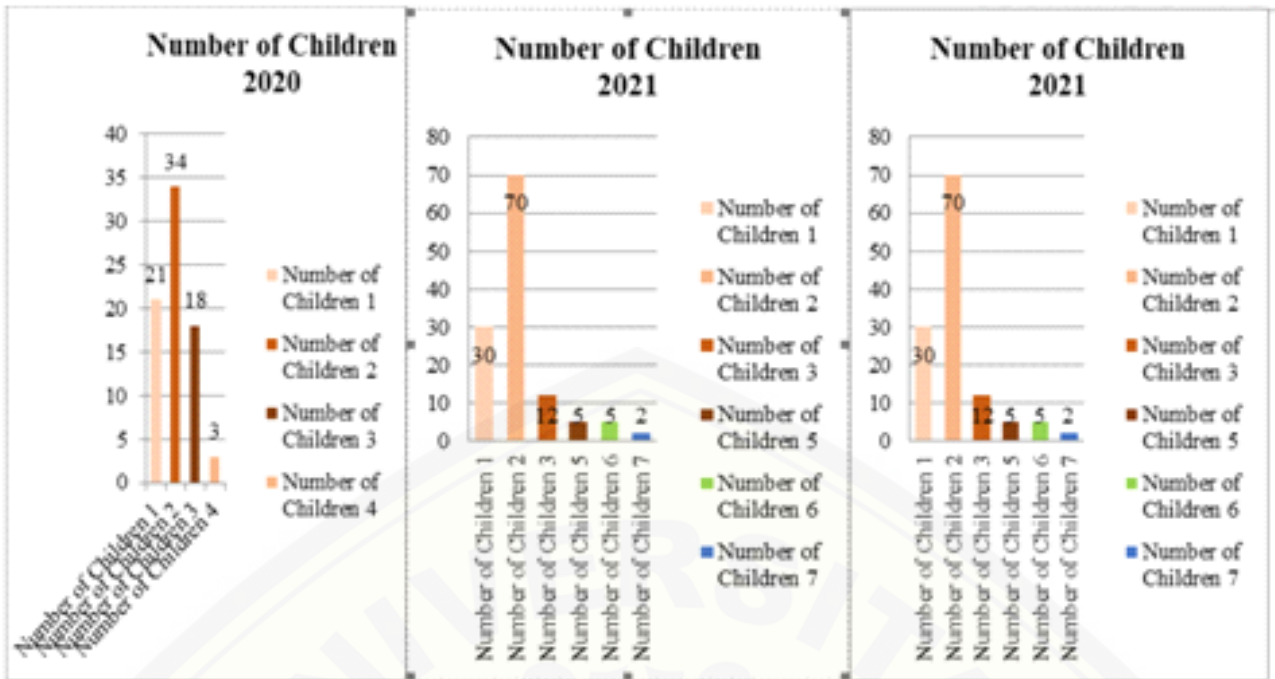 Number of Children
2020
40
35
30
25
20
15
10
5
0
34
21
18
3
Number of Children 1
Number of Children 2
Number of Children 3
Number of Children 4
Number of
Children 1
Number of
Children 2
Number of
Children 3
Number of
Children 4
Number of Children
2021
80
70
60
50
40
30
20
10
0
30
70
12
5
5
2
Number of Children 1
Number of Children 2
Number of Children 3
Number of Children 5
Number of Children 6
Number of Children 7
Number of
Children 1
Number of
Children 2
Number of
Children 3
Number of
Children 5
Number of
Children 6
Number of
Children 7
Number of Children
2021
80
70
60
50
40
30
20
10
0
30
70
12
5
5
2
Number of Children 1
Number of Children 2
Number of Children 3
Number of Children 5
Number of Children 6
Number of Children 7
Number of
Children 1
Number of
Children 2
Number of
Children 3
Number of
Children 5
Number of
Children 6
Number of
Children 7